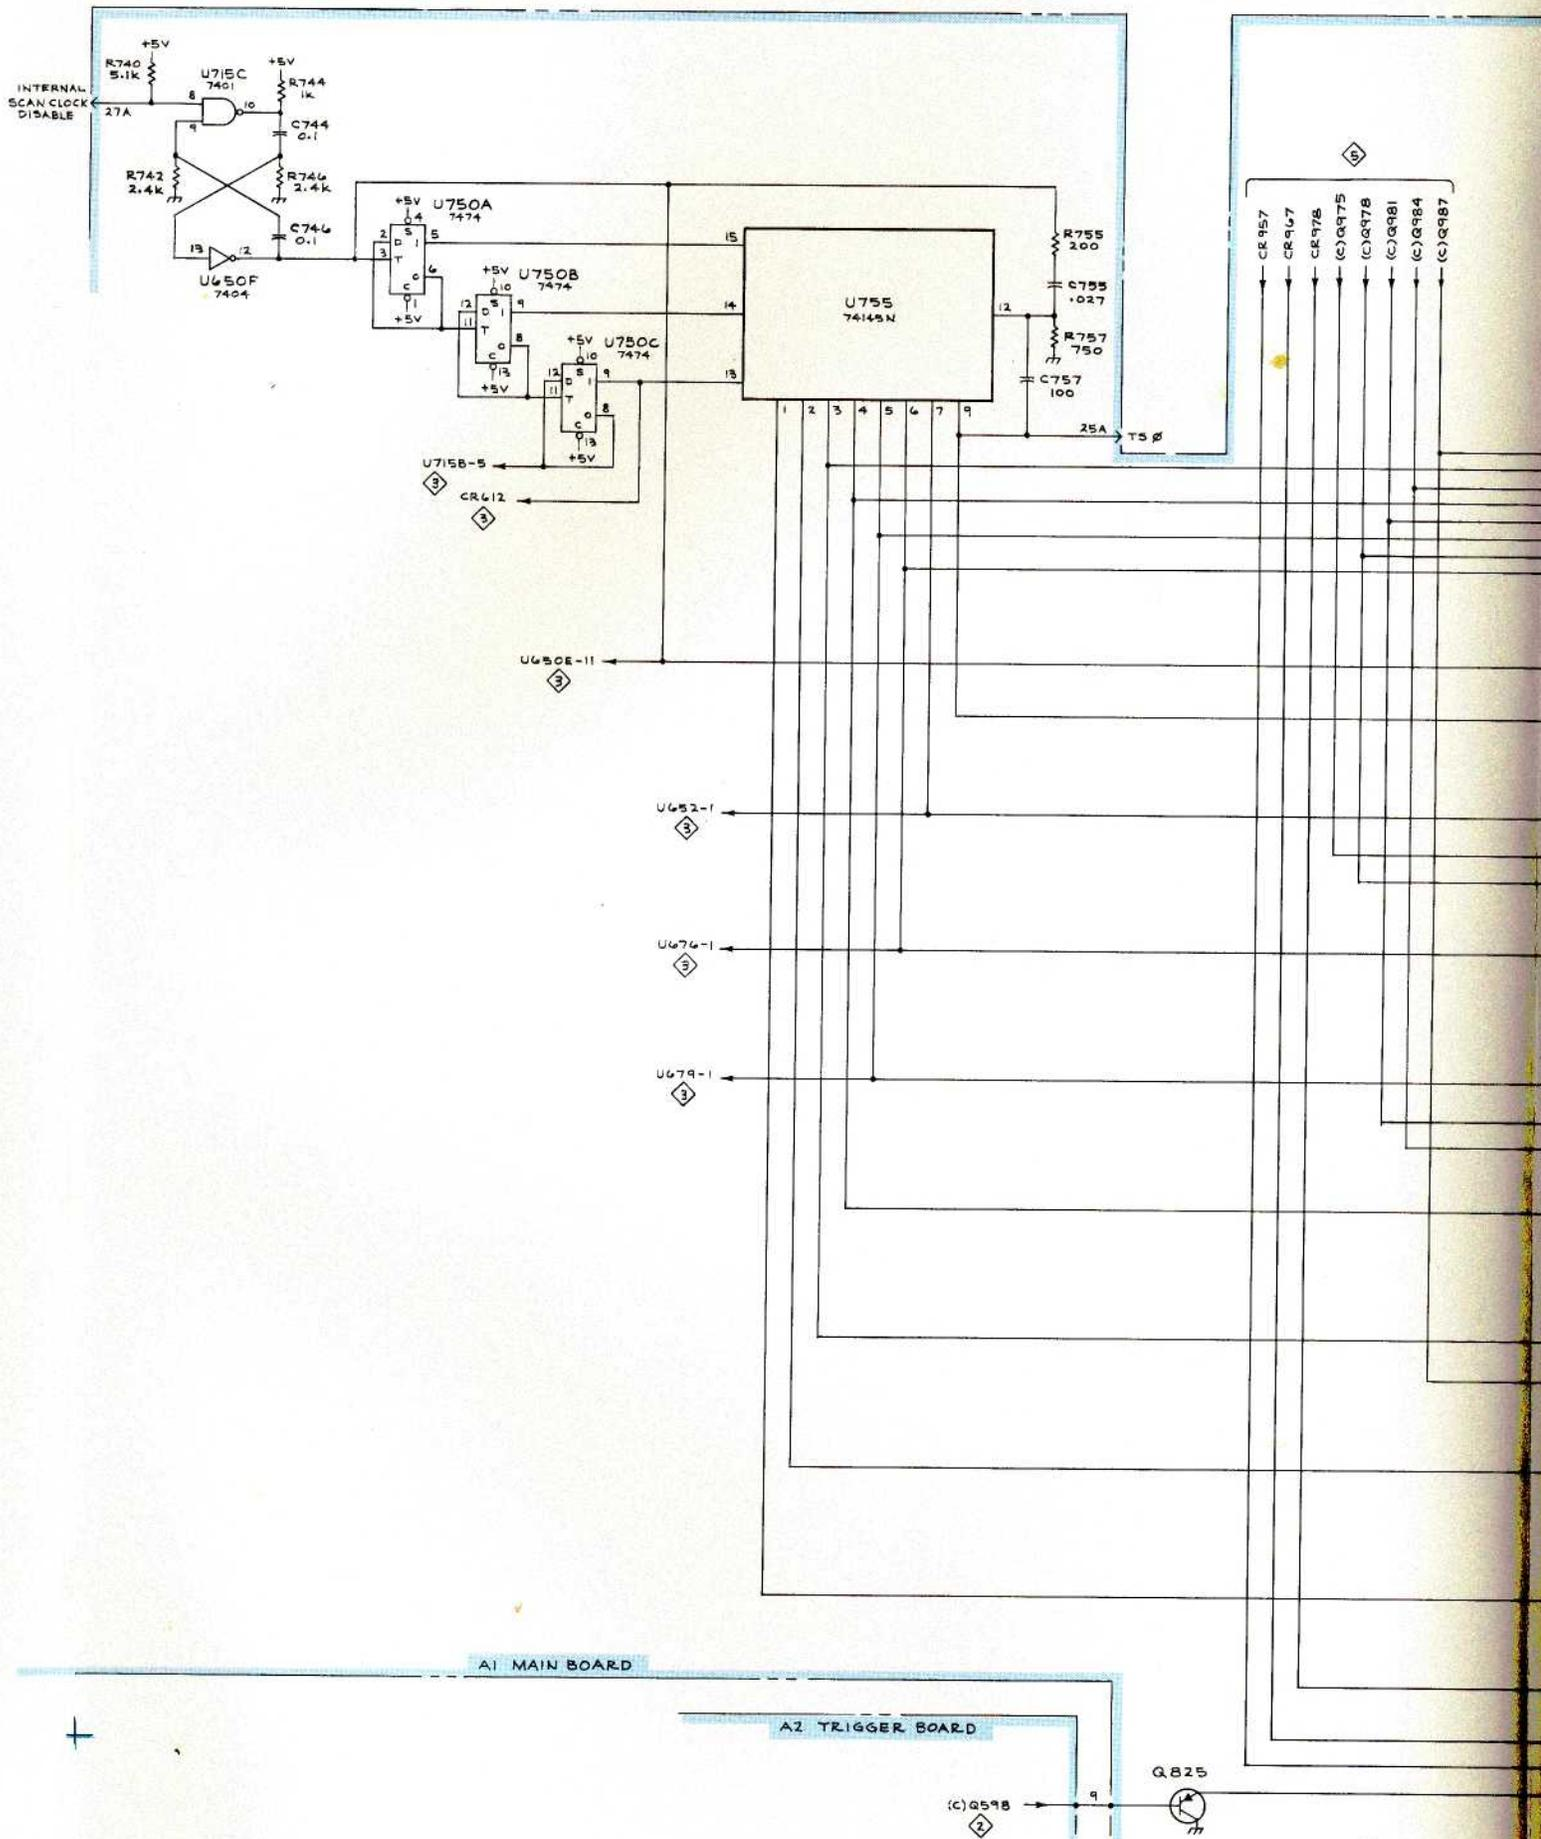 +5V
R740
5.1k
U715C
7401
+5V
R744
1k
INTERNAL
SCAN CLOCK
DISABLE
27A
8
9
10
C744
0.1
R742
2.4k
R746
2.4k
C746
0.1
13
12
U650F
7404
+5V
4
U750A
7474
2
3
D
T
S
1
0
C
5
6
1
+5V
+5V
10
U750B
7474
12
11
D
T
S
1
0
C
9
8
13
+5V
+5V
10
U750C
7474
12
11
D
T
S
1
0
C
9
8
13
+5V
U715B-5
3
CR612
3
15
14
13
U755
74145N
12
1 2 3 4 5 6 7 9
R755
200
C755
.027
R757
750
C757
100
25A
TS Ø
5
CR957
CR967
CR978
(C)Q975
(C)Q978
(C)Q981
(C)Q984
(C)Q987
U650E-11
3
U652-1
3
U676-1
3
U679-1
3
A1 MAIN BOARD
A2 TRIGGER BOARD
Q825
(C)Q598
9
2